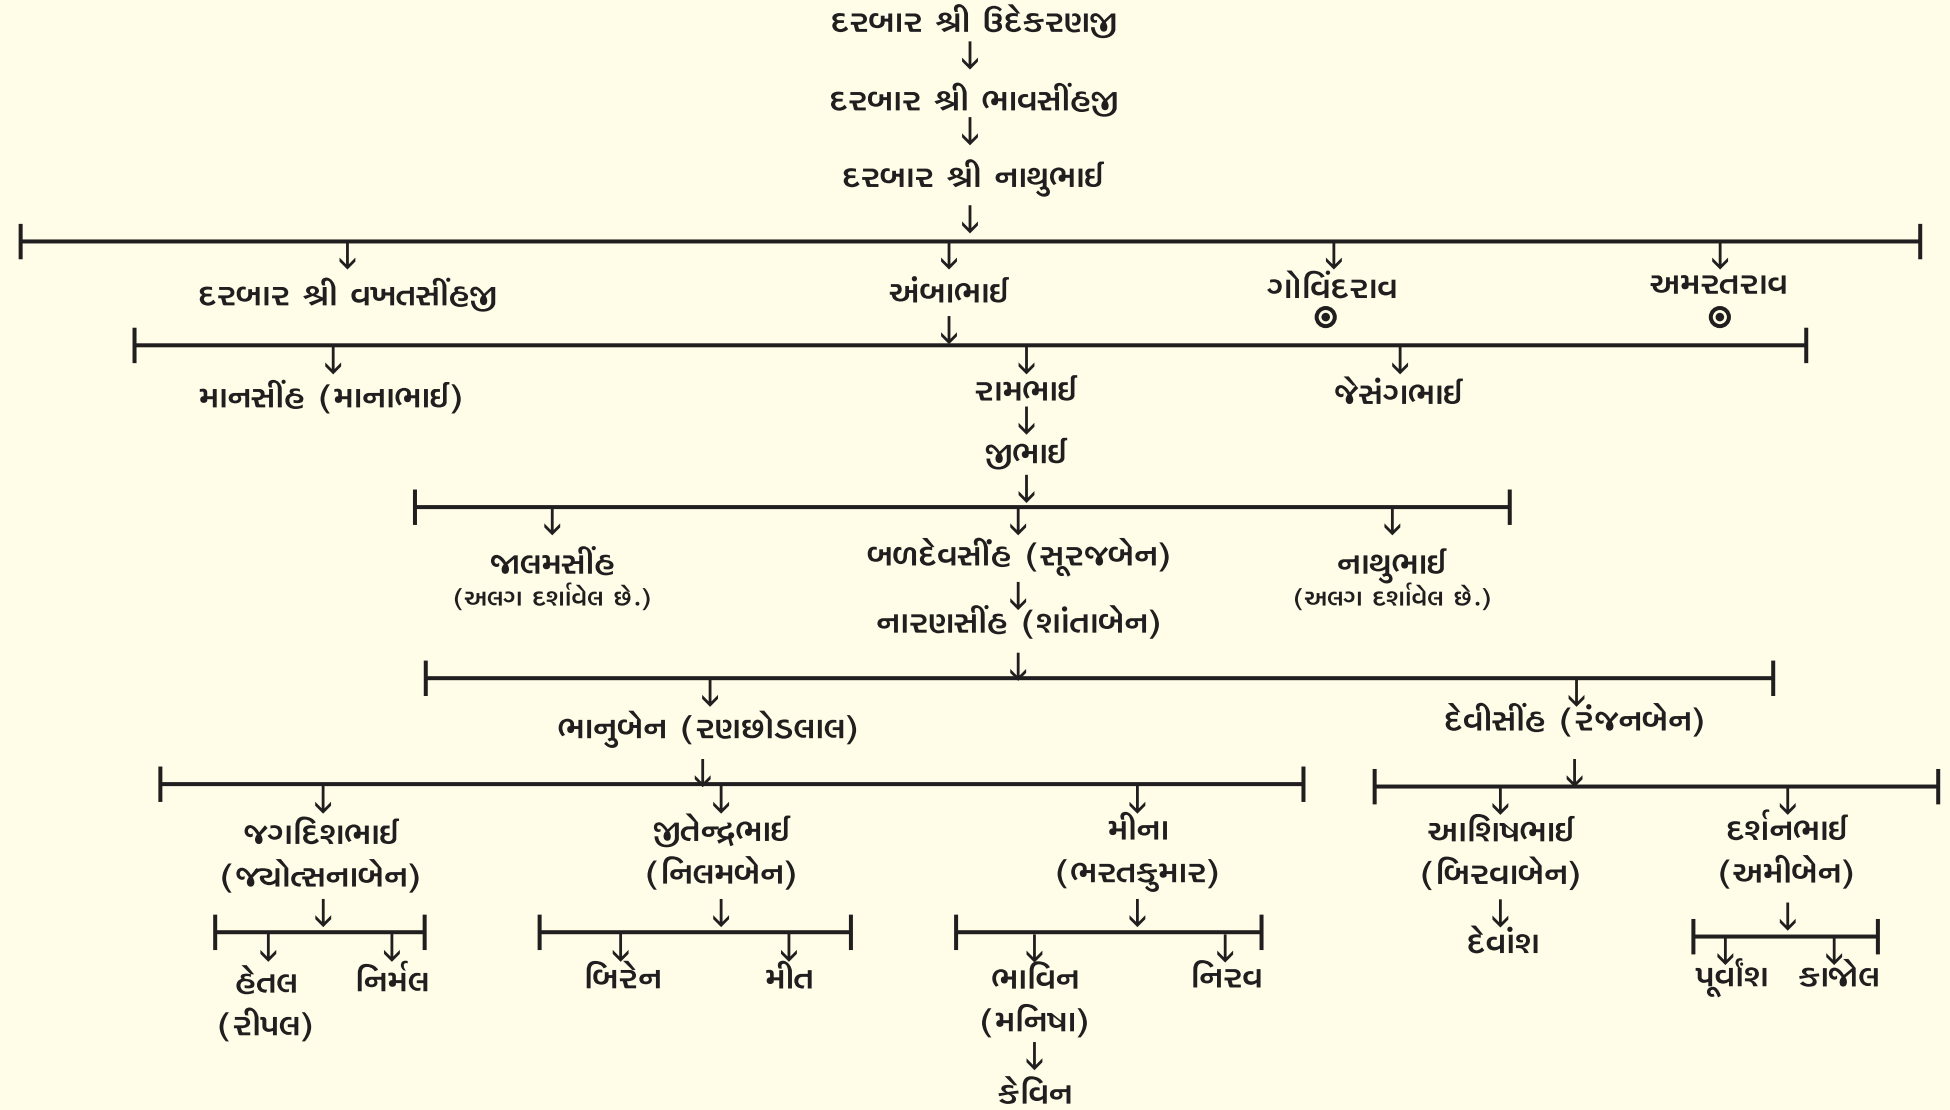 દરબાર શ્રી ઉદેકરણજી
દરબાર શ્રી ભાવસીંહજી
દરબાર શ્રી નાથુભાઈ
દરબાર શ્રી વખતસીંહજી અંબાભાઈ ગોવિંદરાવ અમરતરાવ
માનસીંહ (માનાભાઈ) રામભાઈ જેસંગભાઈ
જીભાઈ
જાલમસીંહ બળદેવસીંહ (સૂરજબેન) નાથુભાઈ
(અલગ દર્શાવેલ છે.) (અલગ દર્શાવેલ છે.)
નારણસીંહ (શાંતાબેન)
ભાનુબેન (રણછોડલાલ) દેવીસીંહ (રંજનબેન)
જગદિશભાઈ જીતેન્દ્રભાઈ મીના આશિષભાઈ દર્શનભાઈ
(જ્યોત્સનાબેન) (નિલમબેન) (ભરતકુમાર) (બિરવાબેન) (અમીબેન)
હેતલ નિર્મલ બિરેન મીત ભાવિન નિરવ દેવાંશ પૂર્વાંશ કાજોલ
(રીપલ) (મનિષા)
કેવિન